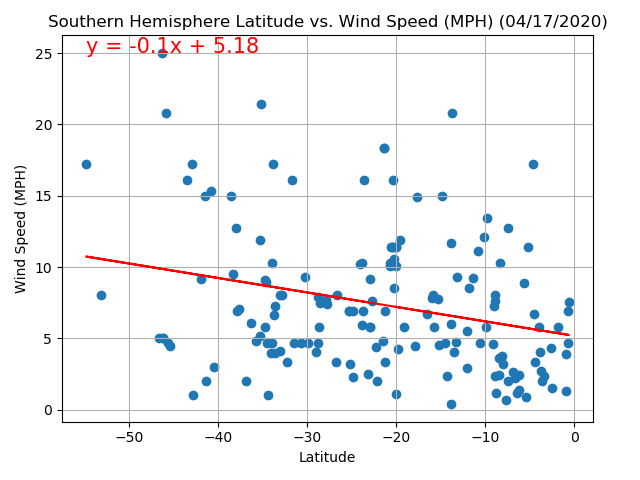 Southern Hemisphere Latitude vs. Wind Speed (MPH) (04/17/2020)
y = -0.1x + 5.18
25
20
15
10
5
0
Wind Speed (MPH)
−50 −40 −30 −20 −10 0
Latitude